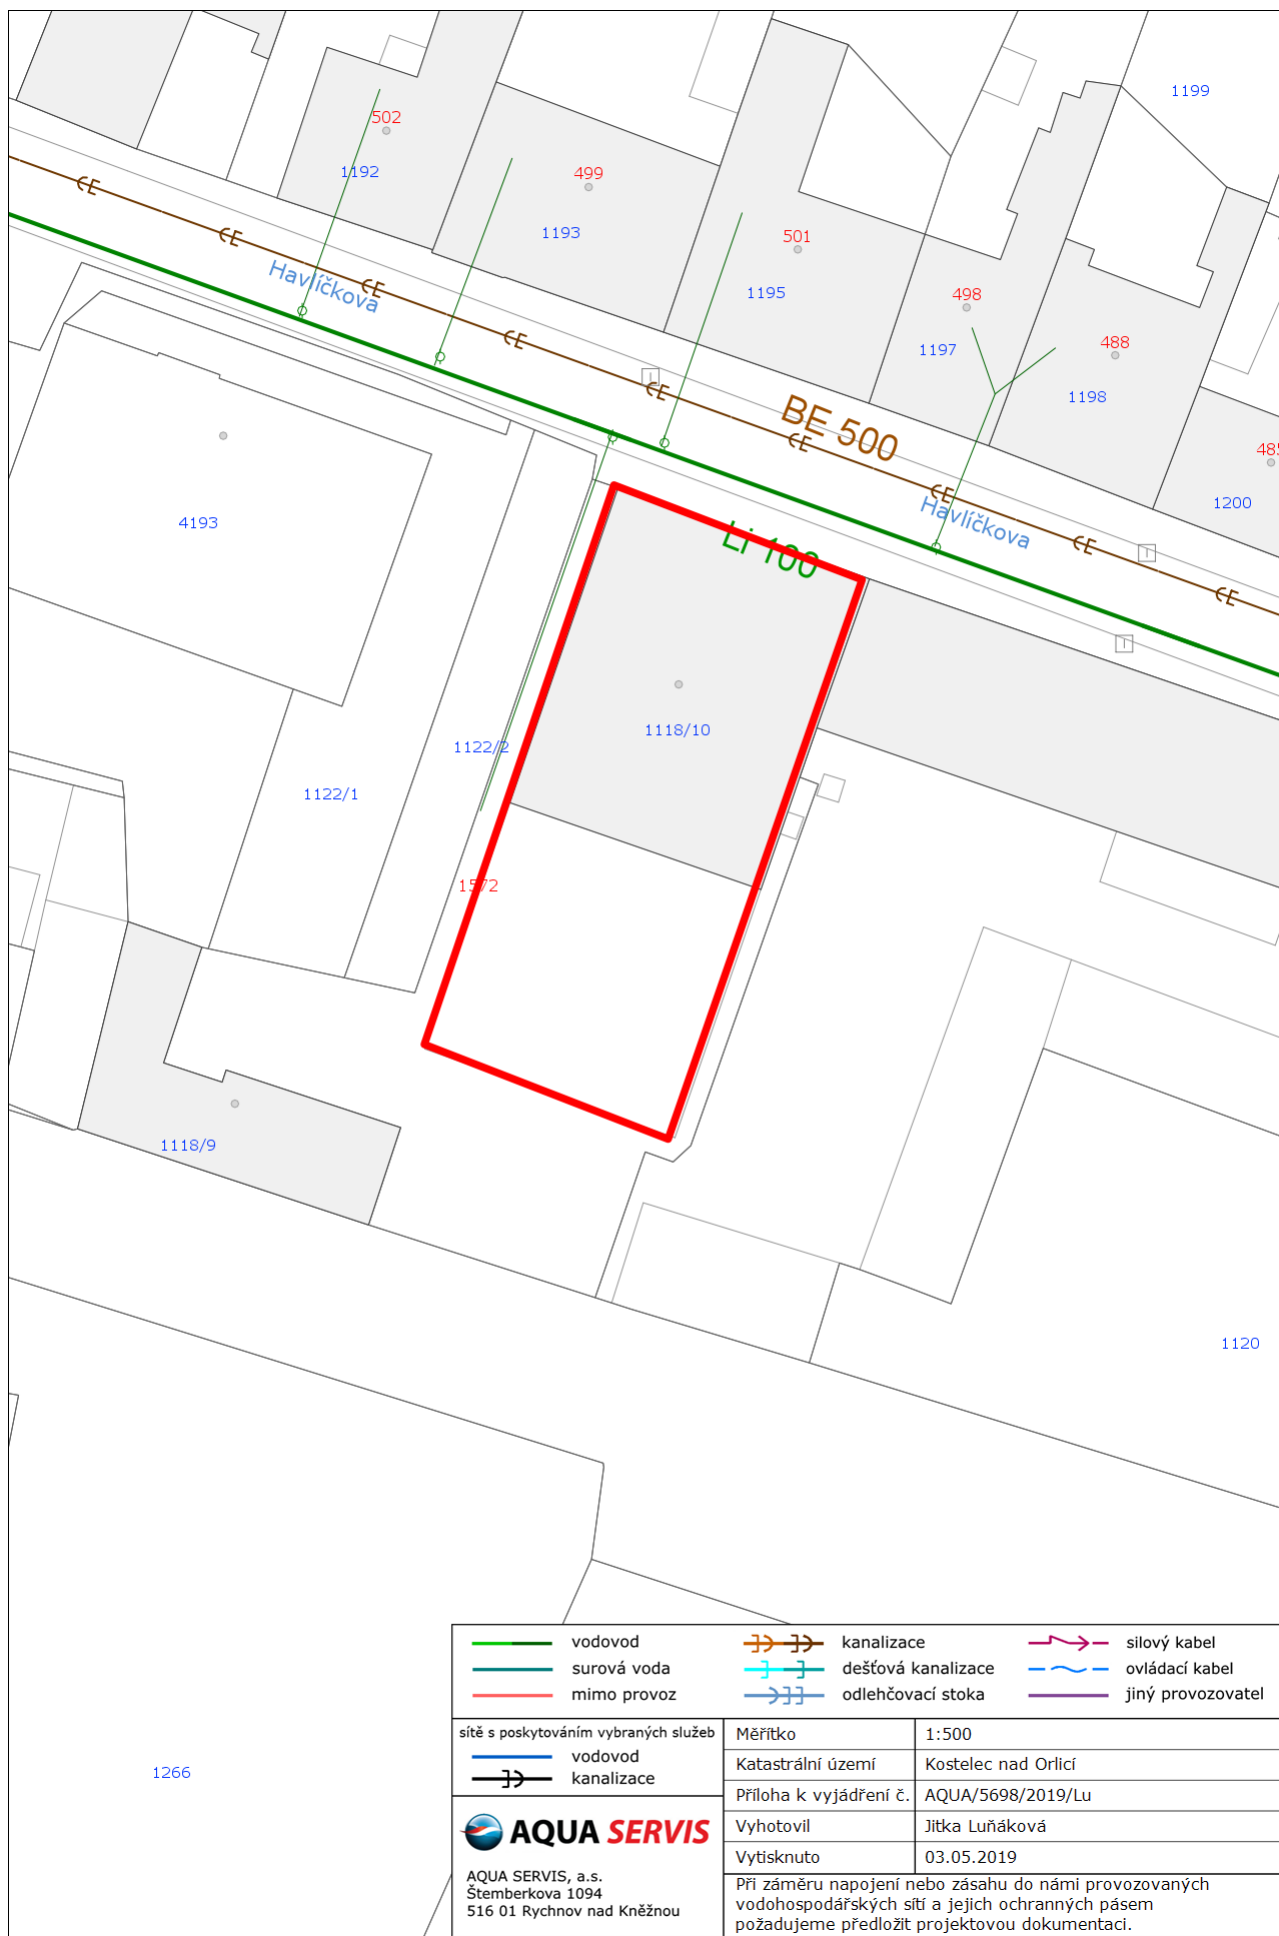 1199
502
1192
499
1193
501
1195
498
1197
488
1198
1200
Havlíčkova
BE 500
Havlíčkova
Li 100
4193
1118/10
1122/2
1122/1
1572
1118/9
1120
1266
vodovod
surová voda
mimo provoz
kanalizace
dešťová kanalizace
odlehčovací stoka
silový kabel
ovládací kabel
jiný provozovatel
sítě s poskytováním vybraných služeb
vodovod
kanalizace
Měřítko 1:500
Katastrální území Kostelec nad Orlicí
Příloha k vyjádření č. AQUA/5698/2019/Lu
Vyhotovil Jitka Luňáková
Vytisknuto 03.05.2019
AQUA SERVIS
AQUA SERVIS, a.s.
Štemberkova 1094
516 01 Rychnov nad Kněžnou
Při záměru napojení nebo zásahu do námi provozovaných
vodohospodářských sítí a jejich ochranných pásem
požadujeme předložit projektovou dokumentaci.